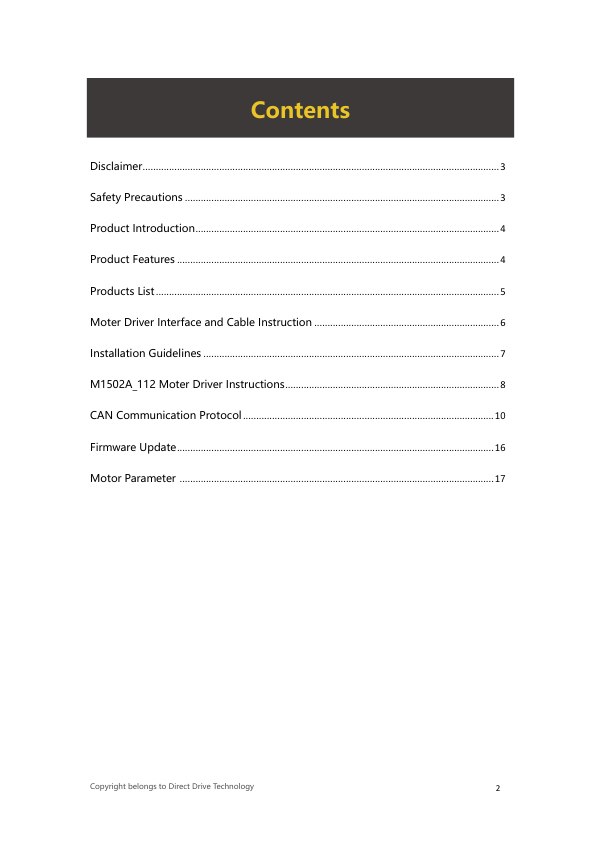 Contents
Disclaimer........................................................................3
Safety Precautions........................................................................3
Product Introduction........................................................................4
Product Features........................................................................4
Products List........................................................................5
Moter Driver Interface and Cable Instruction........................................................................6
Installation Guidelines........................................................................7
M1502A_112 Moter Driver Instructions........................................................................8
CAN Communication Protocol........................................................................10
Firmware Update........................................................................16
Motor Parameter........................................................................17
Copyright belongs to Direct Drive Technology 2